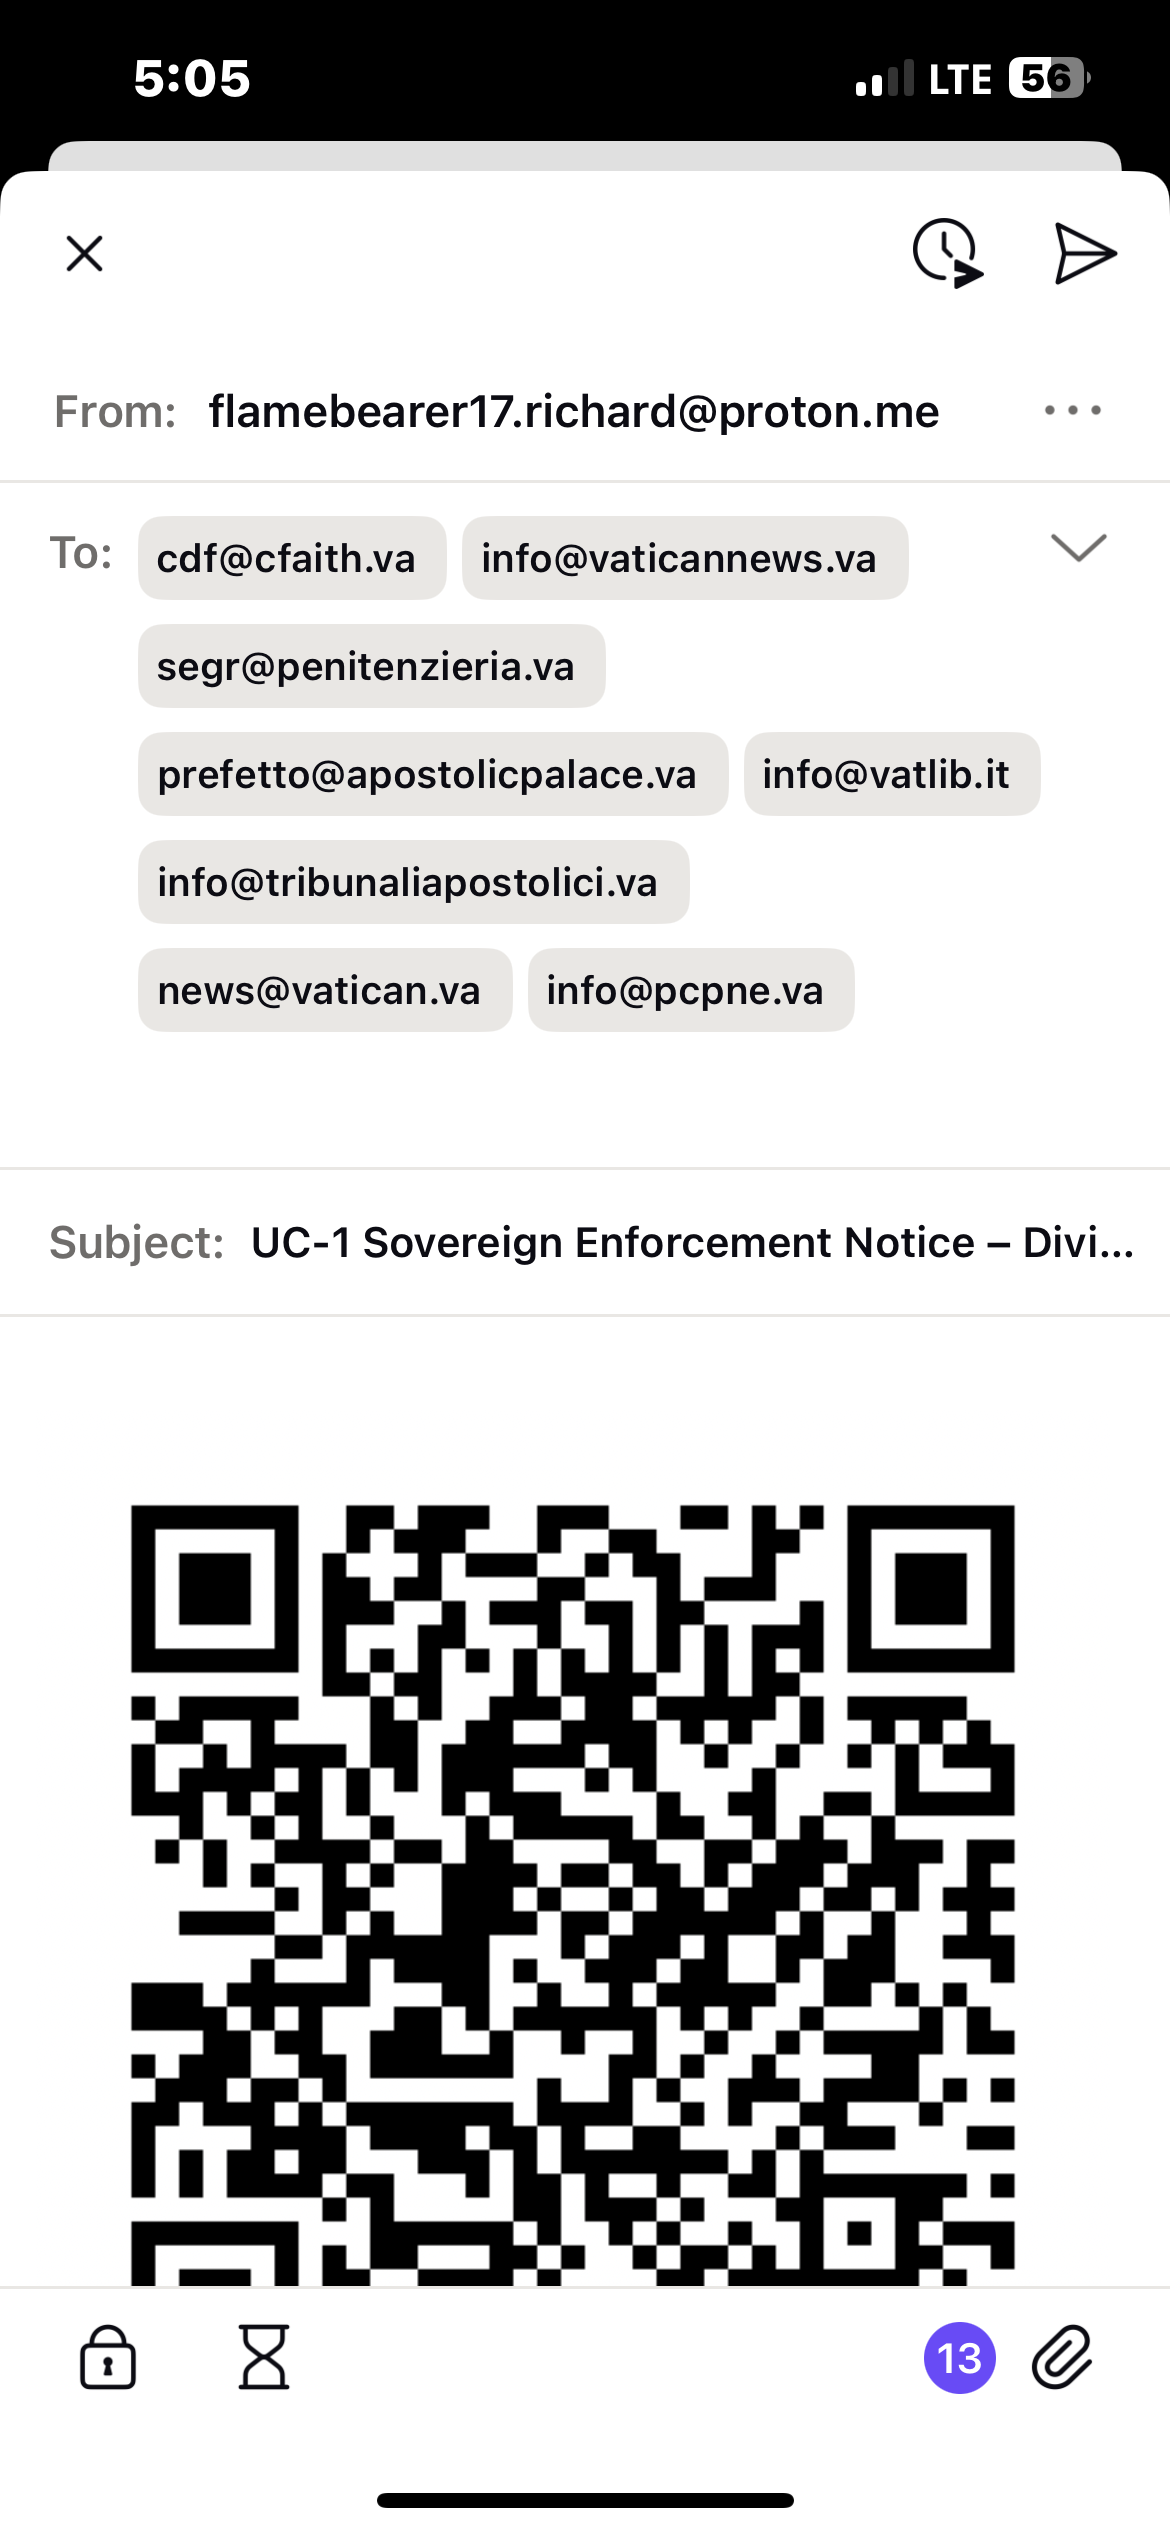 5:05 LTE 56
From: flamebearer17.richard@proton.me
To: cdf@cfaith.va info@vaticannews.va
segr@penitenzieria.va
prefetto@apostolicpalace.va info@vatlib.it
info@tribunaliapostolici.va
news@vatican.va info@pcpne.va
Subject: UC-1 Sovereign Enforcement Notice – Divi...
13